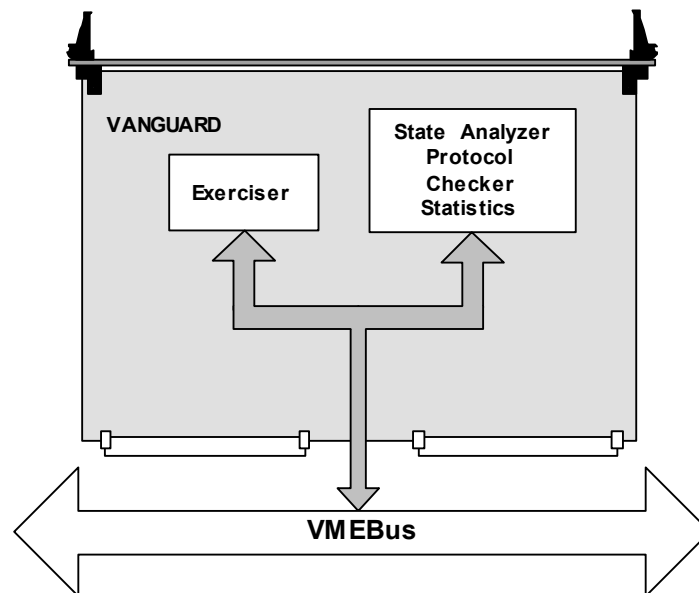 VANGUARD
Exerciser
State Analyzer
Protocol
Checker
Statistics
VMEBus